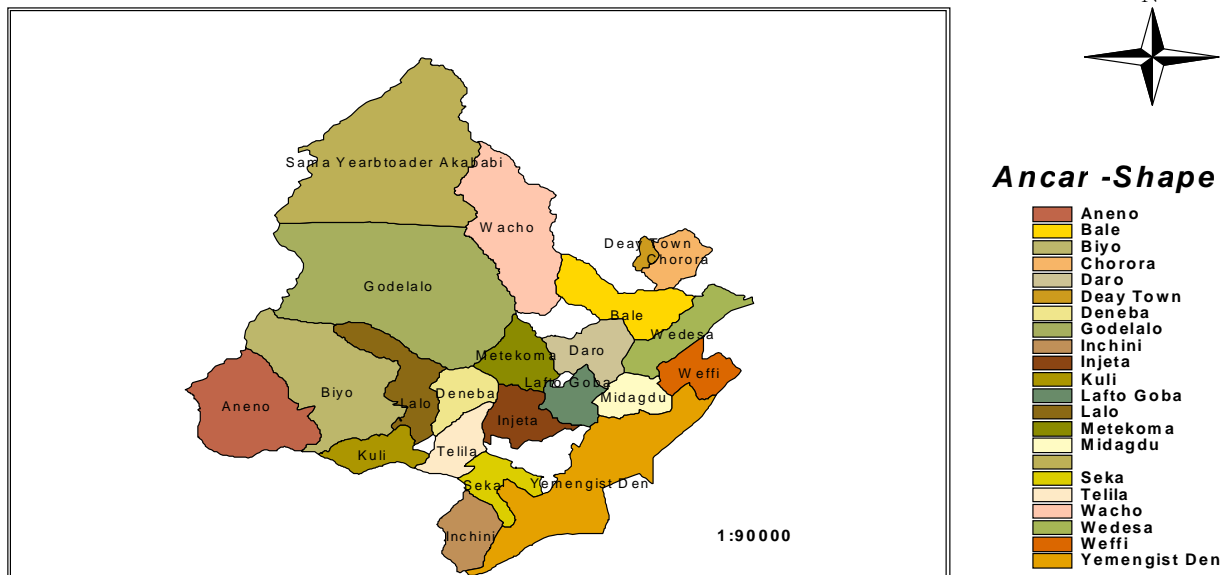 N
Sama Yearbtoader Akababi
Wacho
Deay Town
Chorora
Godelalo
Bale
Wedesa
Metekoma
Daro
Weffi
Lafto Goba
Biyo
Lalo
Deneba
Midagdu
Aneno
Injeta
Kuli
Telila
Seka
Yemengist Den
Inchini
1:90000
Ancar -Shape
Aneno
Bale
Biyo
Chorora
Daro
Deay Town
Deneba
Godelalo
Inchini
Injeta
Kuli
Lafto Goba
Lalo
Metekoma
Midagdu
Seka
Telila
Wacho
Wedesa
Weffi
Yemengist Den